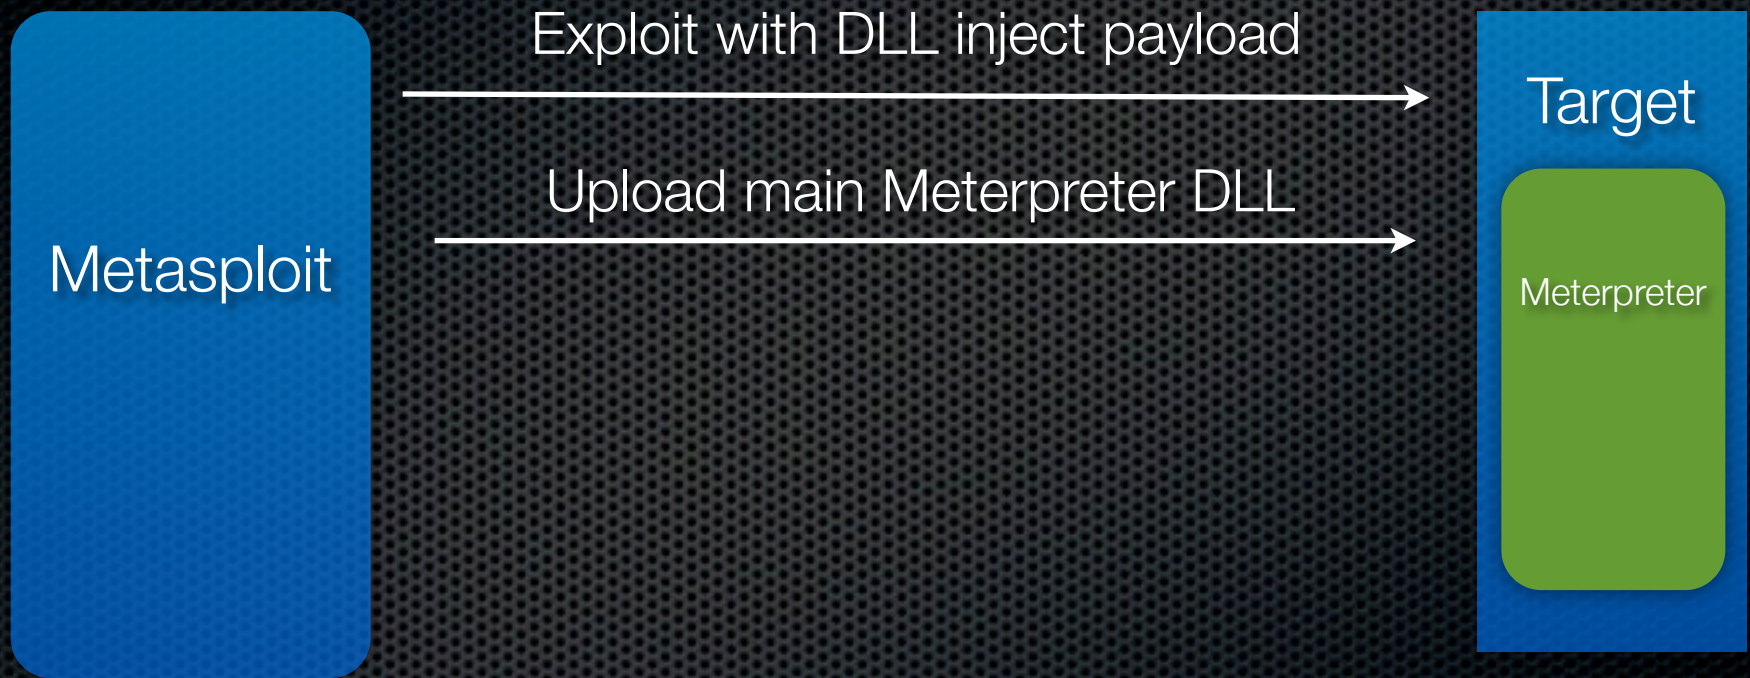 Exploit with DLL inject payload
Target
Upload main Meterpreter DLL
Metasploit
Meterpreter